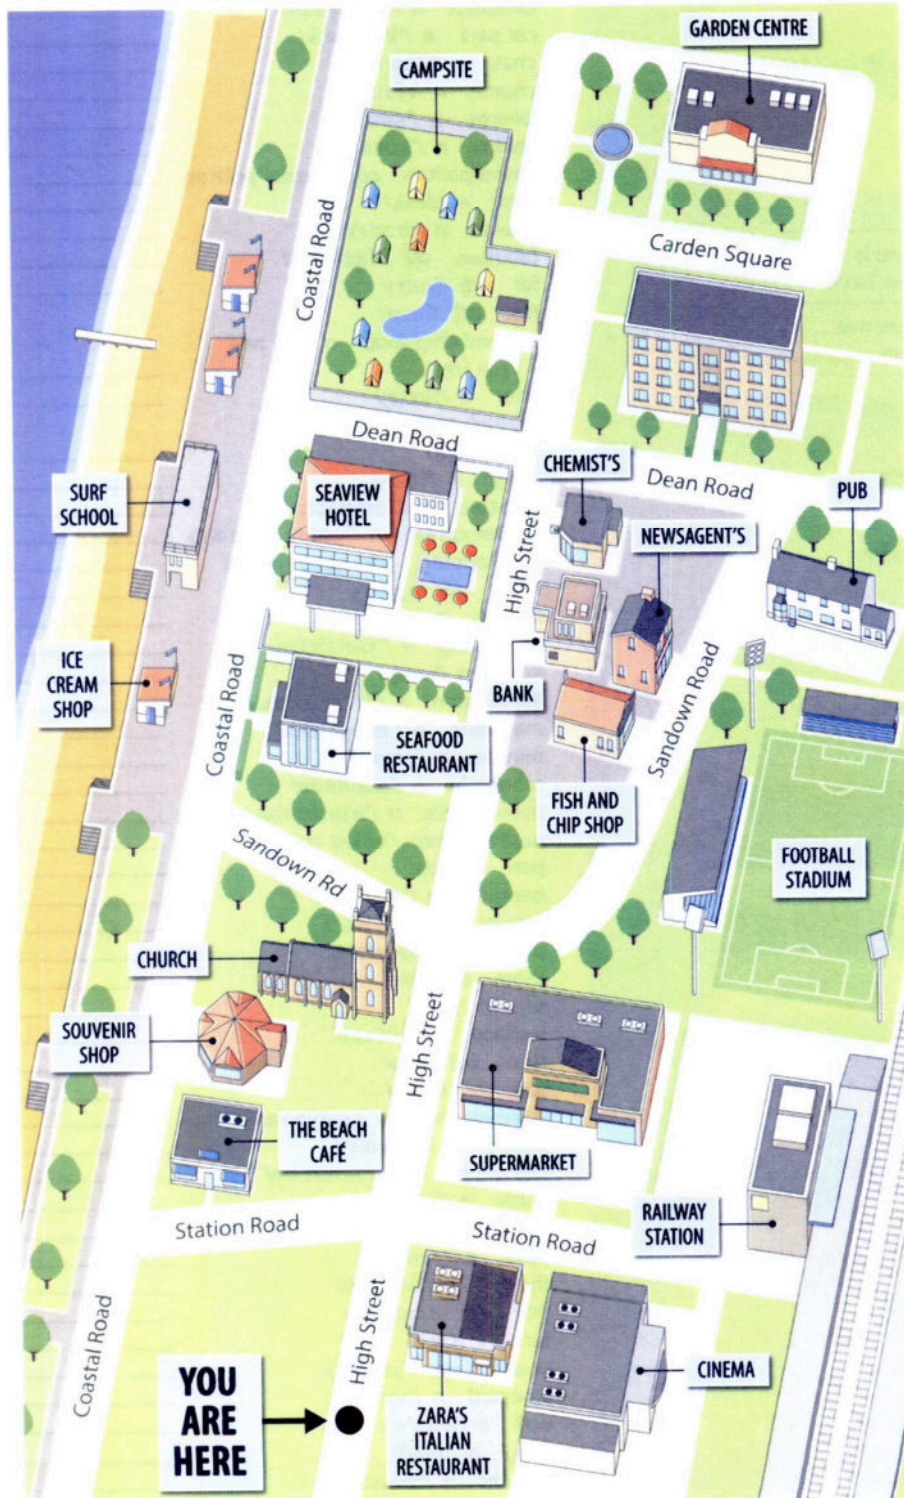 GARDEN CENTRE
CAMPSITE
Coastal Road
Carden Square
Dean Road
CHEMIST'S
Dean Road
PUB
SURF
SCHOOL
SEAVIEW
HOTEL
High Street
NEWSAGENT'S
ICE
CREAM
SHOP
BANK
Sandown Road
Coastal Road
SEAFOOD
RESTAURANT
FISH AND
CHIP SHOP
FOOTBALL
STADIUM
Sandown Rd
CHURCH
SOUVENIR
SHOP
High Street
THE BEACH
CAFÉ
SUPERMARKET
RAILWAY
STATION
Station Road
Station Road
Coastal Road
High Street
CINEMA
YOU
ARE
HERE
ZARA'S
ITALIAN
RESTAURANT